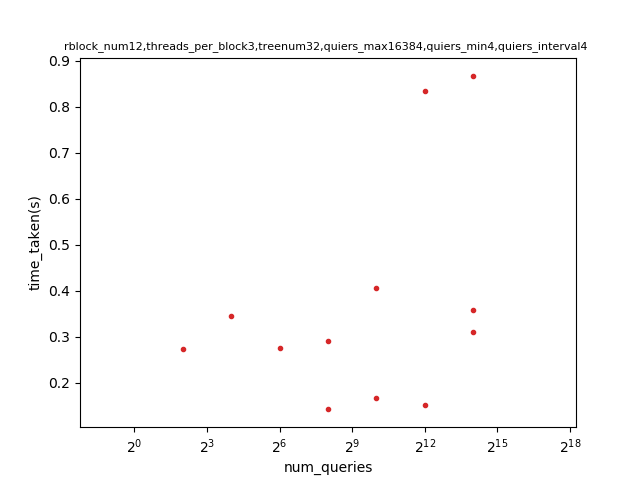 rblock_num12,threads_per_block3,treenum32,quiers_max16384,quiers_min4,quiers_interval4
0.9
0.8
0.7
0.6
0.5
0.4
0.3
0.2
time_taken(s)
2^0 2^3 2^6 2^9 2^12 2^15 2^18
num_queries